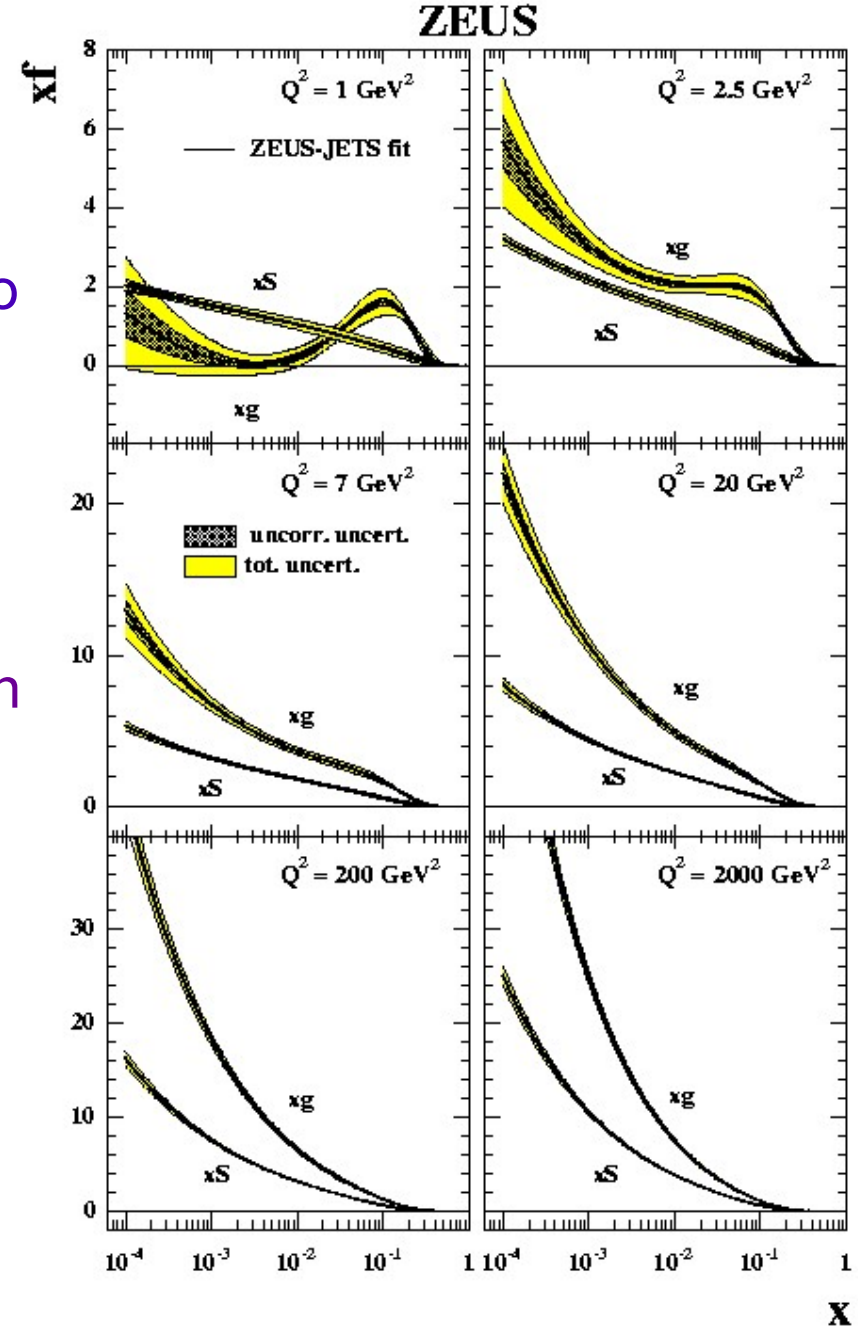 ZEUS
xf
8
6
4
2
0
Q² = 1 GeV²
ZEUS-JETS fit
xS
xg
Q² = 2.5 GeV²
xg
xS
p
20
10
0
Q² = 7 GeV²
uncorr. uncert.
tot. uncert.
xg
xS
Q² = 20 GeV²
xg
xS
n
30
20
10
0
Q² = 200 GeV²
xg
xS
Q² = 2000 GeV²
xg
xS
10⁻⁴ 10⁻³ 10⁻² 10⁻¹ 1 10⁻⁴ 10⁻³ 10⁻² 10⁻¹ 1
x